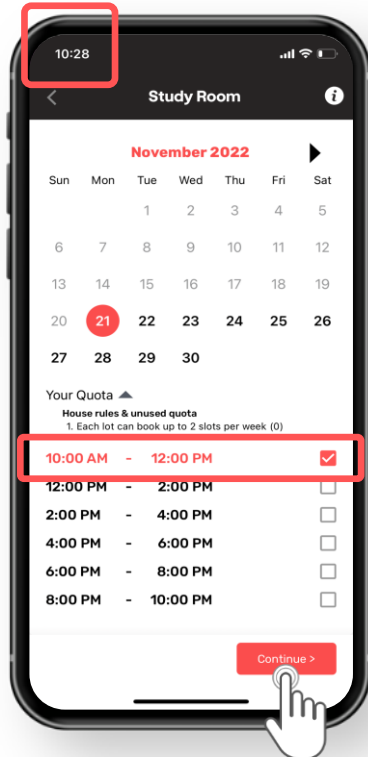 10:28
Study Room
i
November 2022
Sun Mon Tue Wed Thu Fri Sat
1 2 3 4 5
6 7 8 9 10 11 12
13 14 15 16 17 18 19
20 21 22 23 24 25 26
27 28 29 30
Your Quota
House rules & unused quota
1. Each lot can book up to 2 slots per week (0)
10:00 AM - 12:00 PM
12:00 PM - 2:00 PM
2:00 PM - 4:00 PM
4:00 PM - 6:00 PM
6:00 PM - 8:00 PM
8:00 PM - 10:00 PM
Continue >